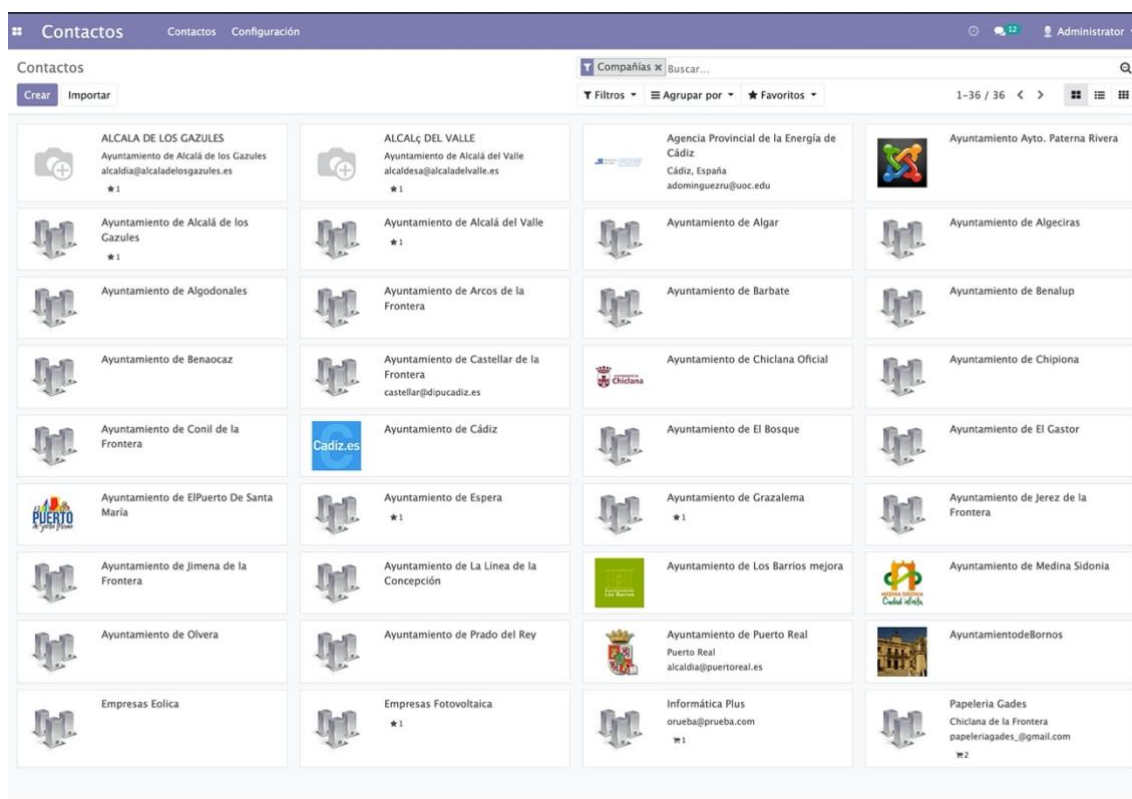 Contactos Contactos Configuración 12 Administrator
Contactos
Compañías x Buscar...
Crear Importar
Filtros Agrupar por Favoritos 1-36 / 36
ALCALA DE LOS GAZULES
Ayuntamiento de Alcalá de los Gazules
alcaldia@alcaladelosgazules.es
1
ALCALç DEL VALLE
Ayuntamiento de Alcalá del Valle
alcaldesa@alcaladelvalle.es
1
Agencia Provincial de la Energía de
Cádiz
Cádiz, España
adominguezru@uoc.edu
Ayuntamiento Ayto. Paterna Rivera
Ayuntamiento de Alcalá de los
Gazules
1
Ayuntamiento de Alcalá del Valle
1
Ayuntamiento de Algar
Ayuntamiento de Algeciras
Ayuntamiento de Algodonales
Ayuntamiento de Arcos de la
Frontera
Ayuntamiento de Barbate
Ayuntamiento de Benalup
Ayuntamiento de Benaocaz
Ayuntamiento de Castellar de la
Frontera
castellar@dipucadiz.es
Chiclana
Ayuntamiento de Chiclana Oficial
Ayuntamiento de Chipiona
Ayuntamiento de Conil de la
Frontera
Cadiz.es
Ayuntamiento de Cádiz
Ayuntamiento de El Bosque
Ayuntamiento de El Gastor
PUERTO
de Santa María
Ayuntamiento de ElPuerto De Santa
María
Ayuntamiento de Espera
1
Ayuntamiento de Grazalema
1
Ayuntamiento de Jerez de la
Frontera
Ayuntamiento de Jimena de la
Frontera
Ayuntamiento de La Linea de la
Concepción
Ayuntamiento
Los Barrios
Ayuntamiento de Los Barrios mejora
MEDINA SIDONIA
Ciudad infinita
Ayuntamiento de Medina Sidonia
Ayuntamiento de Olvera
Ayuntamiento de Prado del Rey
Ayuntamiento de Puerto Real
Puerto Real
alcaldia@puertoreal.es
AyuntamientodeBornos
Empresas Eolica
Empresas Fotovoltaica
1
Informática Plus
orueba@prueba.com
1
Papeleria Gades
Chiclana de la Frontera
papeleriagades_@gmail.com
2